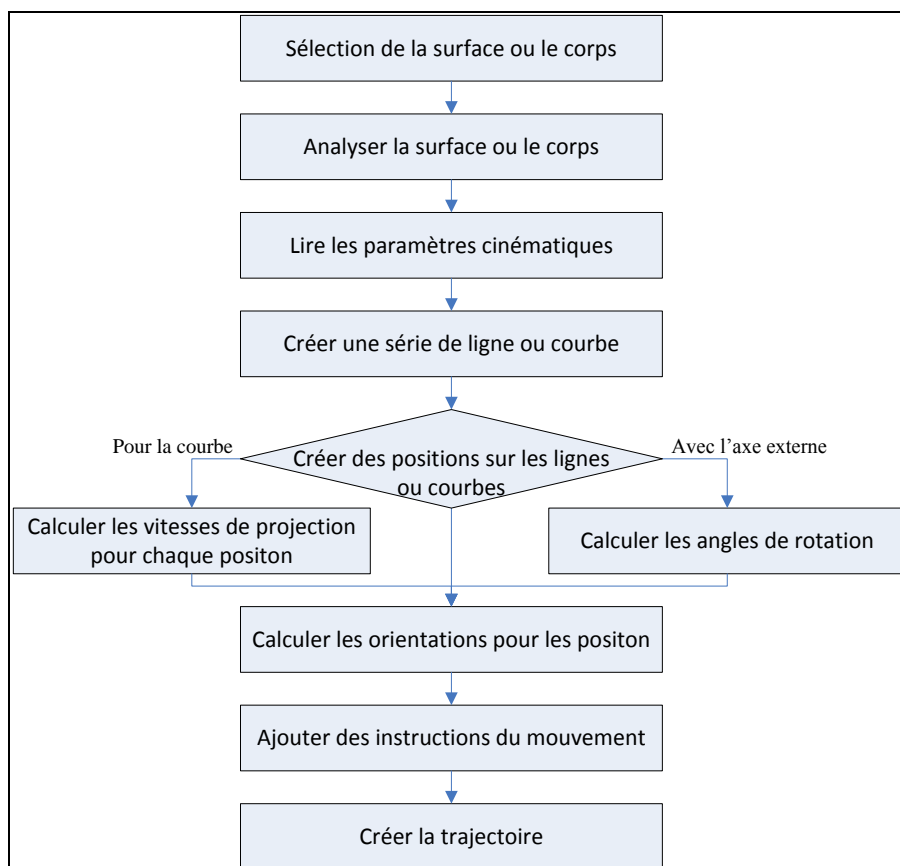 Sélection de la surface ou le corps
Analyser la surface ou le corps
Lire les paramètres cinématiques
Créer une série de ligne ou courbe
Pour la courbe
Avec l'axe externe
Créer des positions sur les lignes
ou courbes
Calculer les vitesses de projection
pour chaque positon
Calculer les angles de rotation
Calculer les orientations pour les positon
Ajouter des instructions du mouvement
Créer la trajectoire